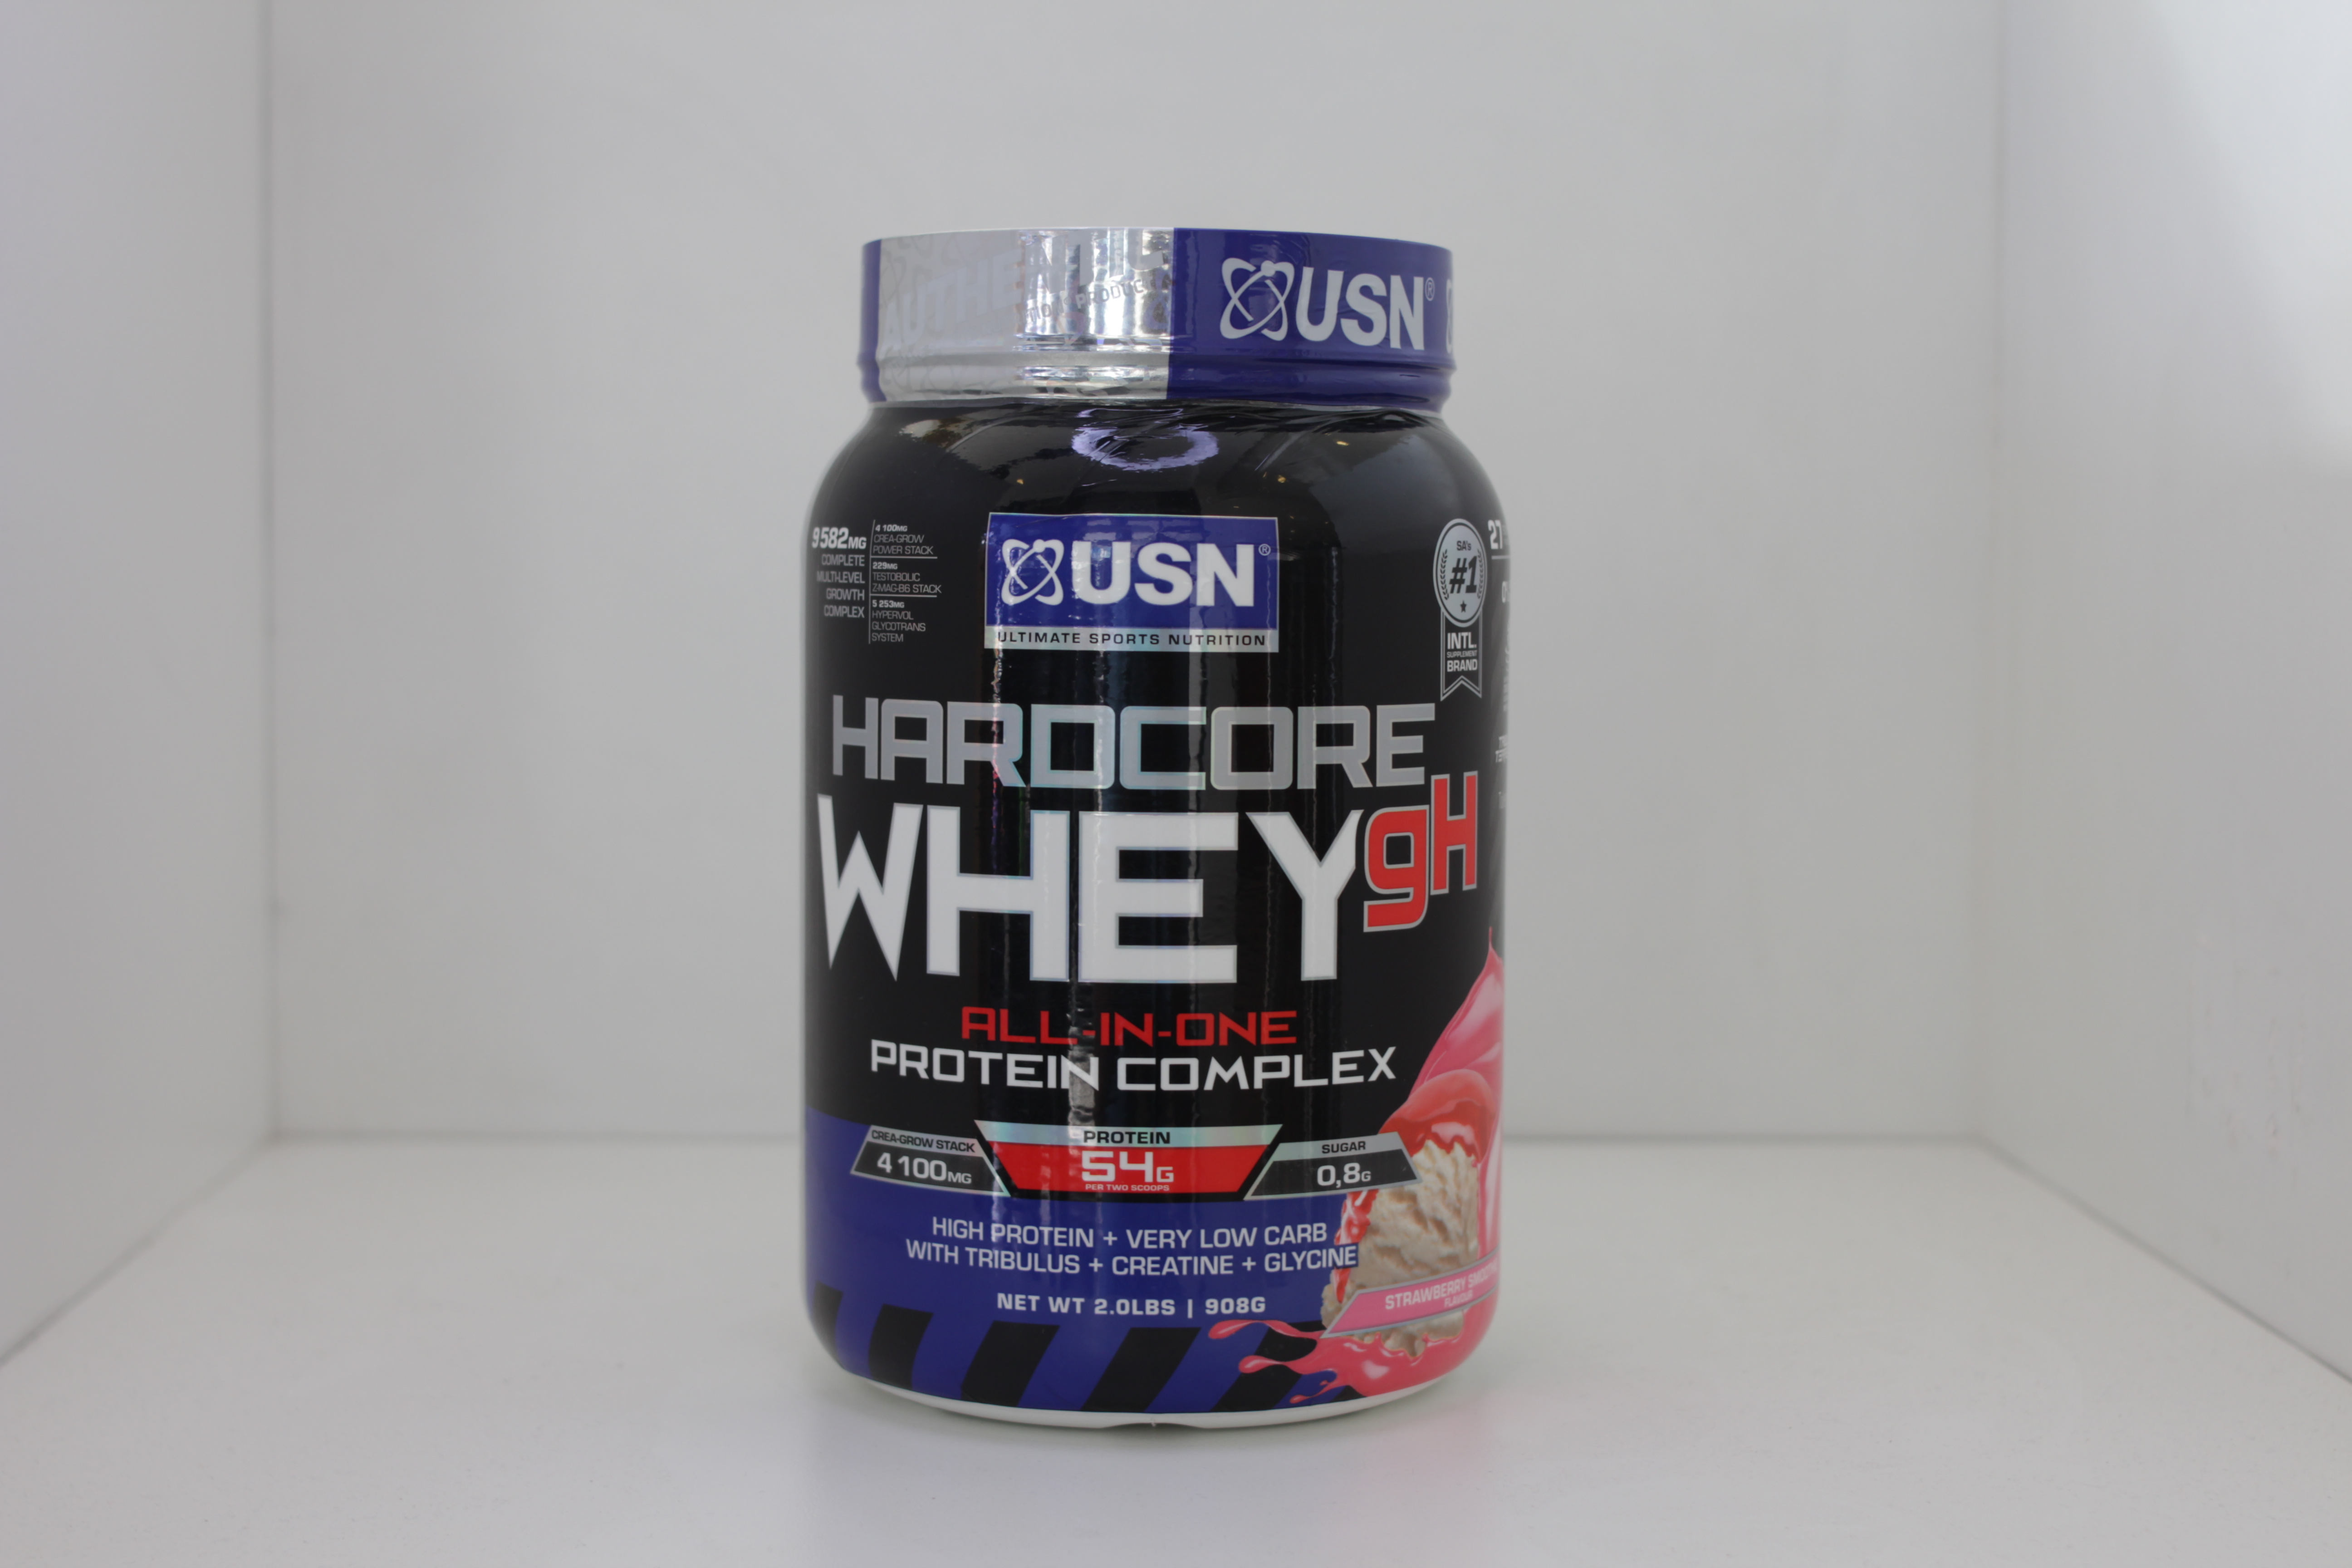 USN®
9 582MG
COMPLETE
MULTI-LEVEL
GROWTH
COMPLEX
4 100MG
CREA-GROW
POWER STACK
229MG
TESTOBOLIC
Z-MAG-B6 STACK
5 253MG
HYPERVOL
GLYCOTRANS
SYSTEM
USN®
ULTIMATE SPORTS NUTRITION
SA's
#1
INTL.
SUPPLEMENT
BRAND
27
HARDCORE
WHEY gH
ALL-IN-ONE
PROTEIN COMPLEX
CREA-GROW STACK
4 100MG
PROTEIN
54G
PER TWO SCOOPS
SUGAR
0,8G
HIGH PROTEIN + VERY LOW CARB
WITH TRIBULUS + CREATINE + GLYCINE
NET WT 2.0LBS | 908G
STRAWBERRY
FLAVOUR